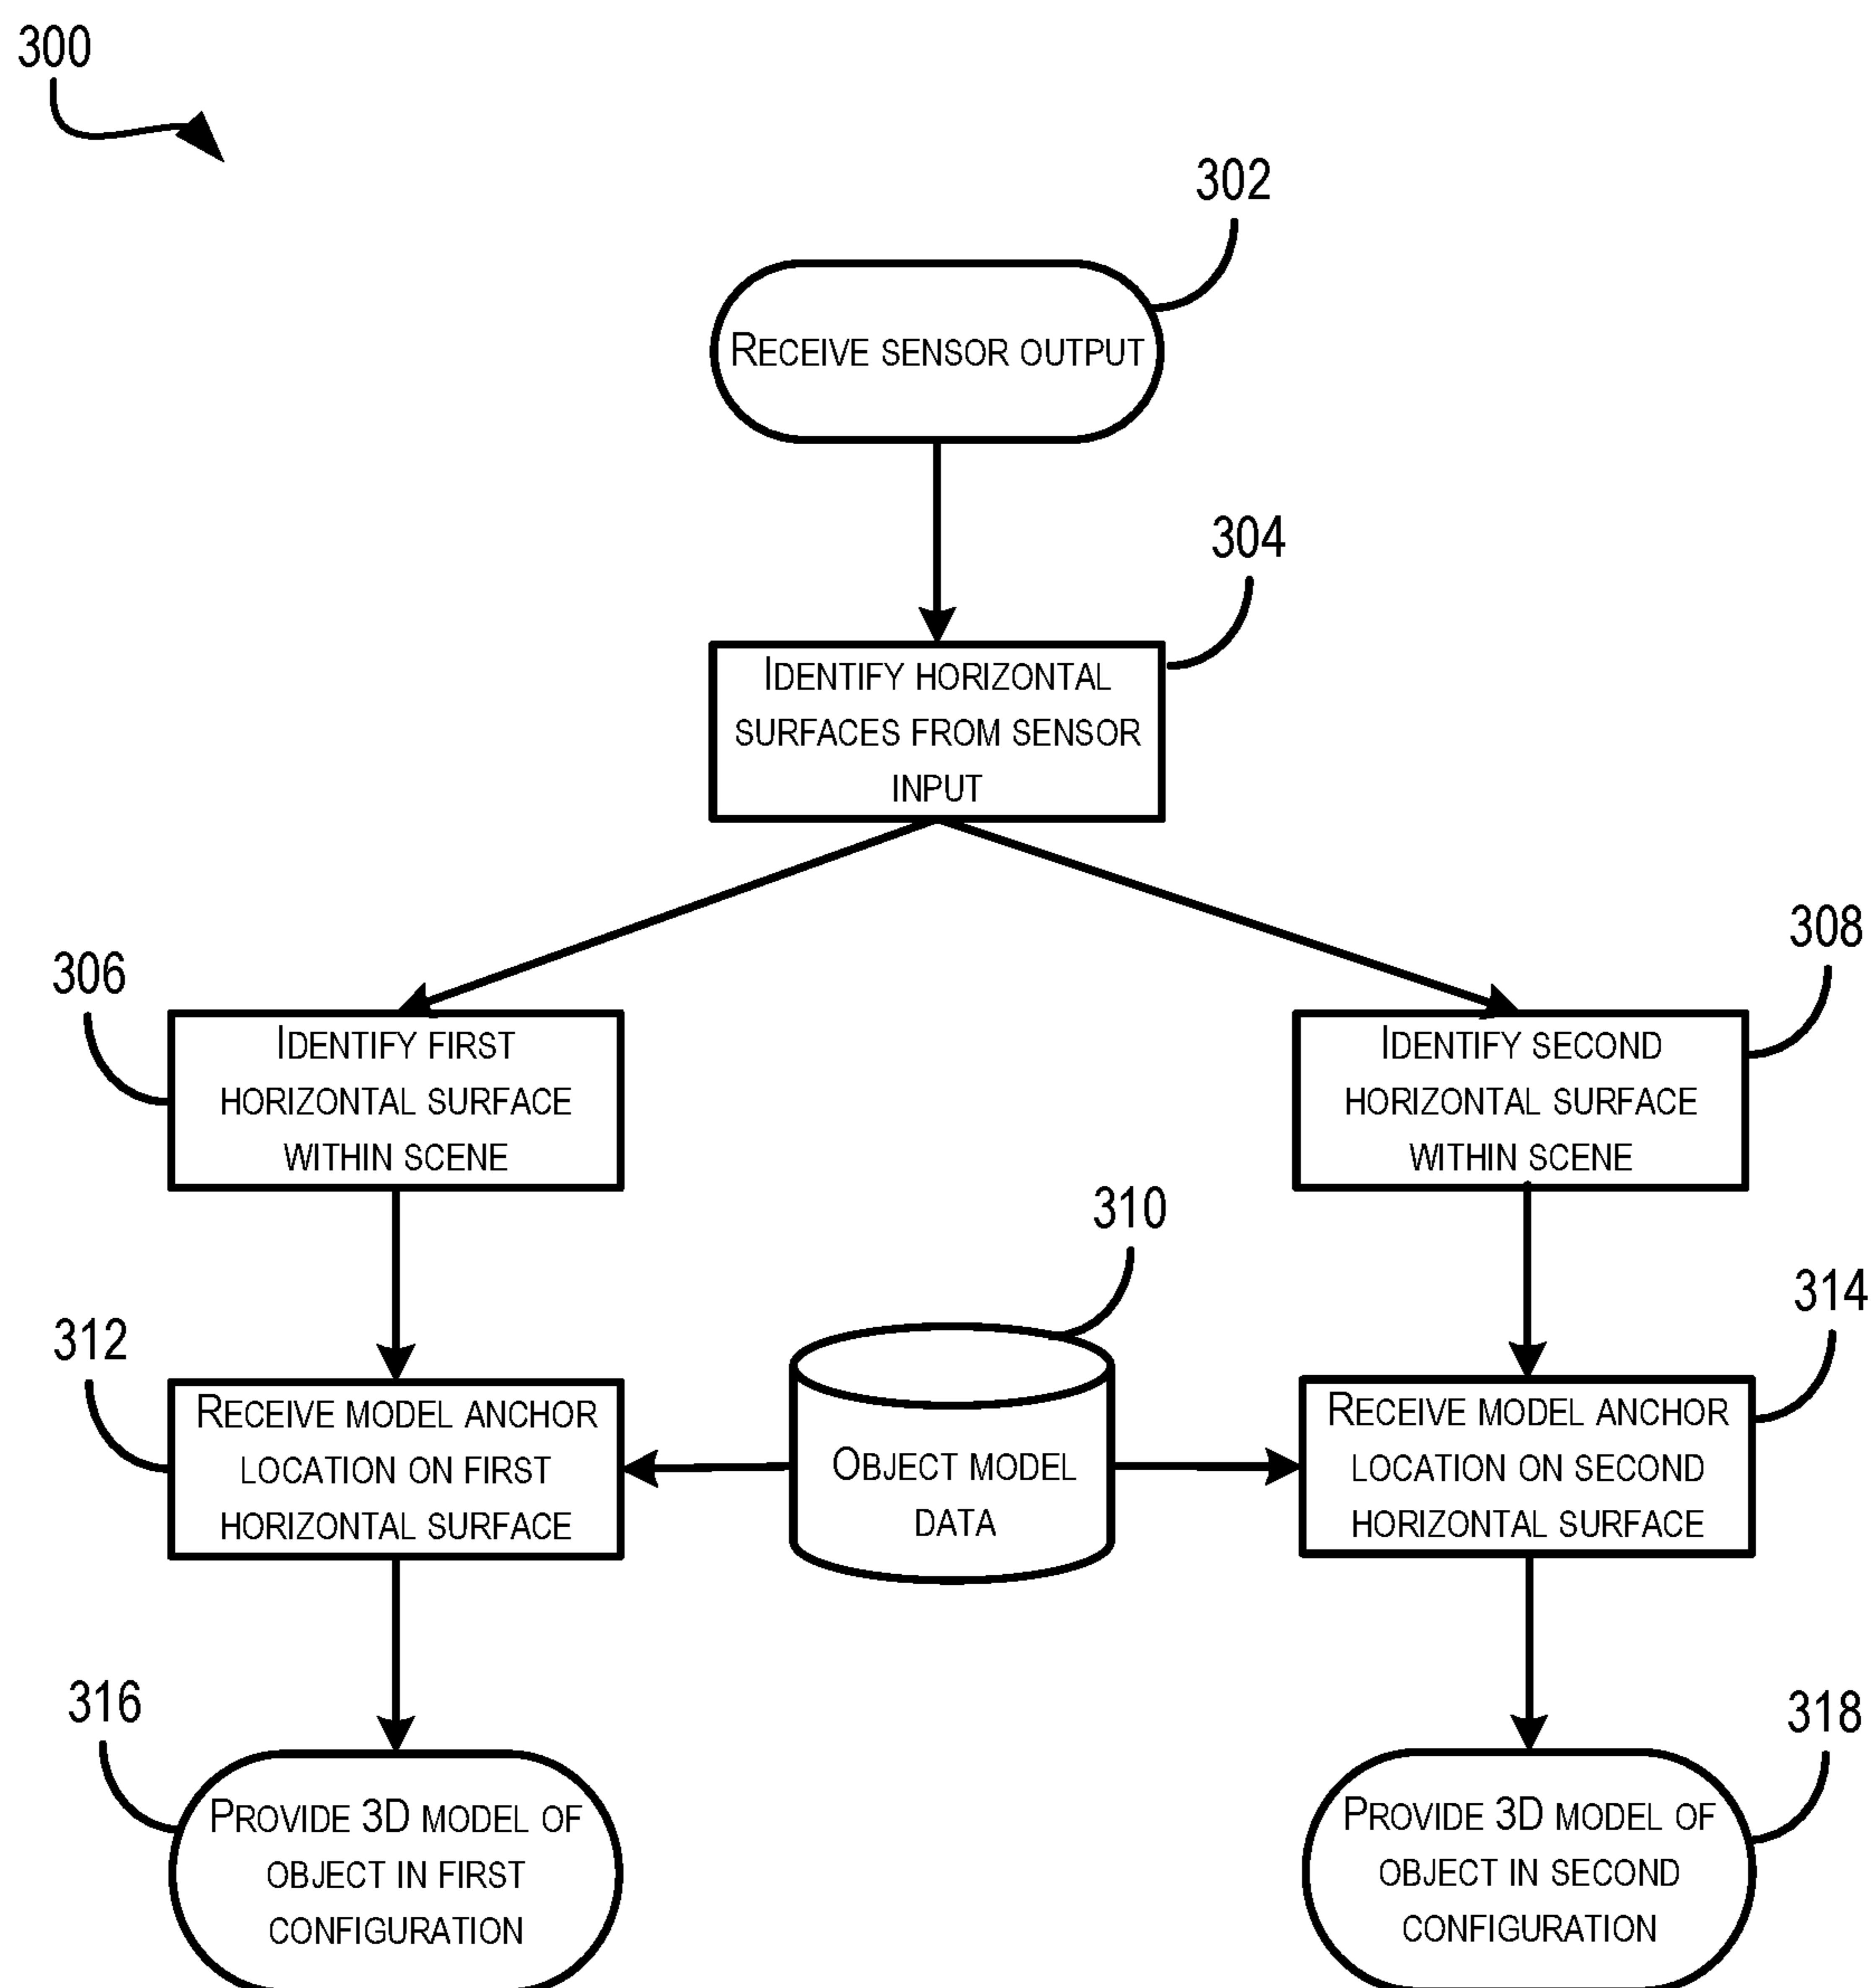 300
302
RECEIVE SENSOR OUTPUT
304
IDENTIFY HORIZONTAL
SURFACES FROM SENSOR
INPUT
306
IDENTIFY FIRST
HORIZONTAL SURFACE
WITHIN SCENE
308
IDENTIFY SECOND
HORIZONTAL SURFACE
WITHIN SCENE
310
OBJECT MODEL
DATA
312
RECEIVE MODEL ANCHOR
LOCATION ON FIRST
HORIZONTAL SURFACE
314
RECEIVE MODEL ANCHOR
LOCATION ON SECOND
HORIZONTAL SURFACE
316
PROVIDE 3D MODEL OF
OBJECT IN FIRST
CONFIGURATION
318
PROVIDE 3D MODEL OF
OBJECT IN SECOND
CONFIGURATION